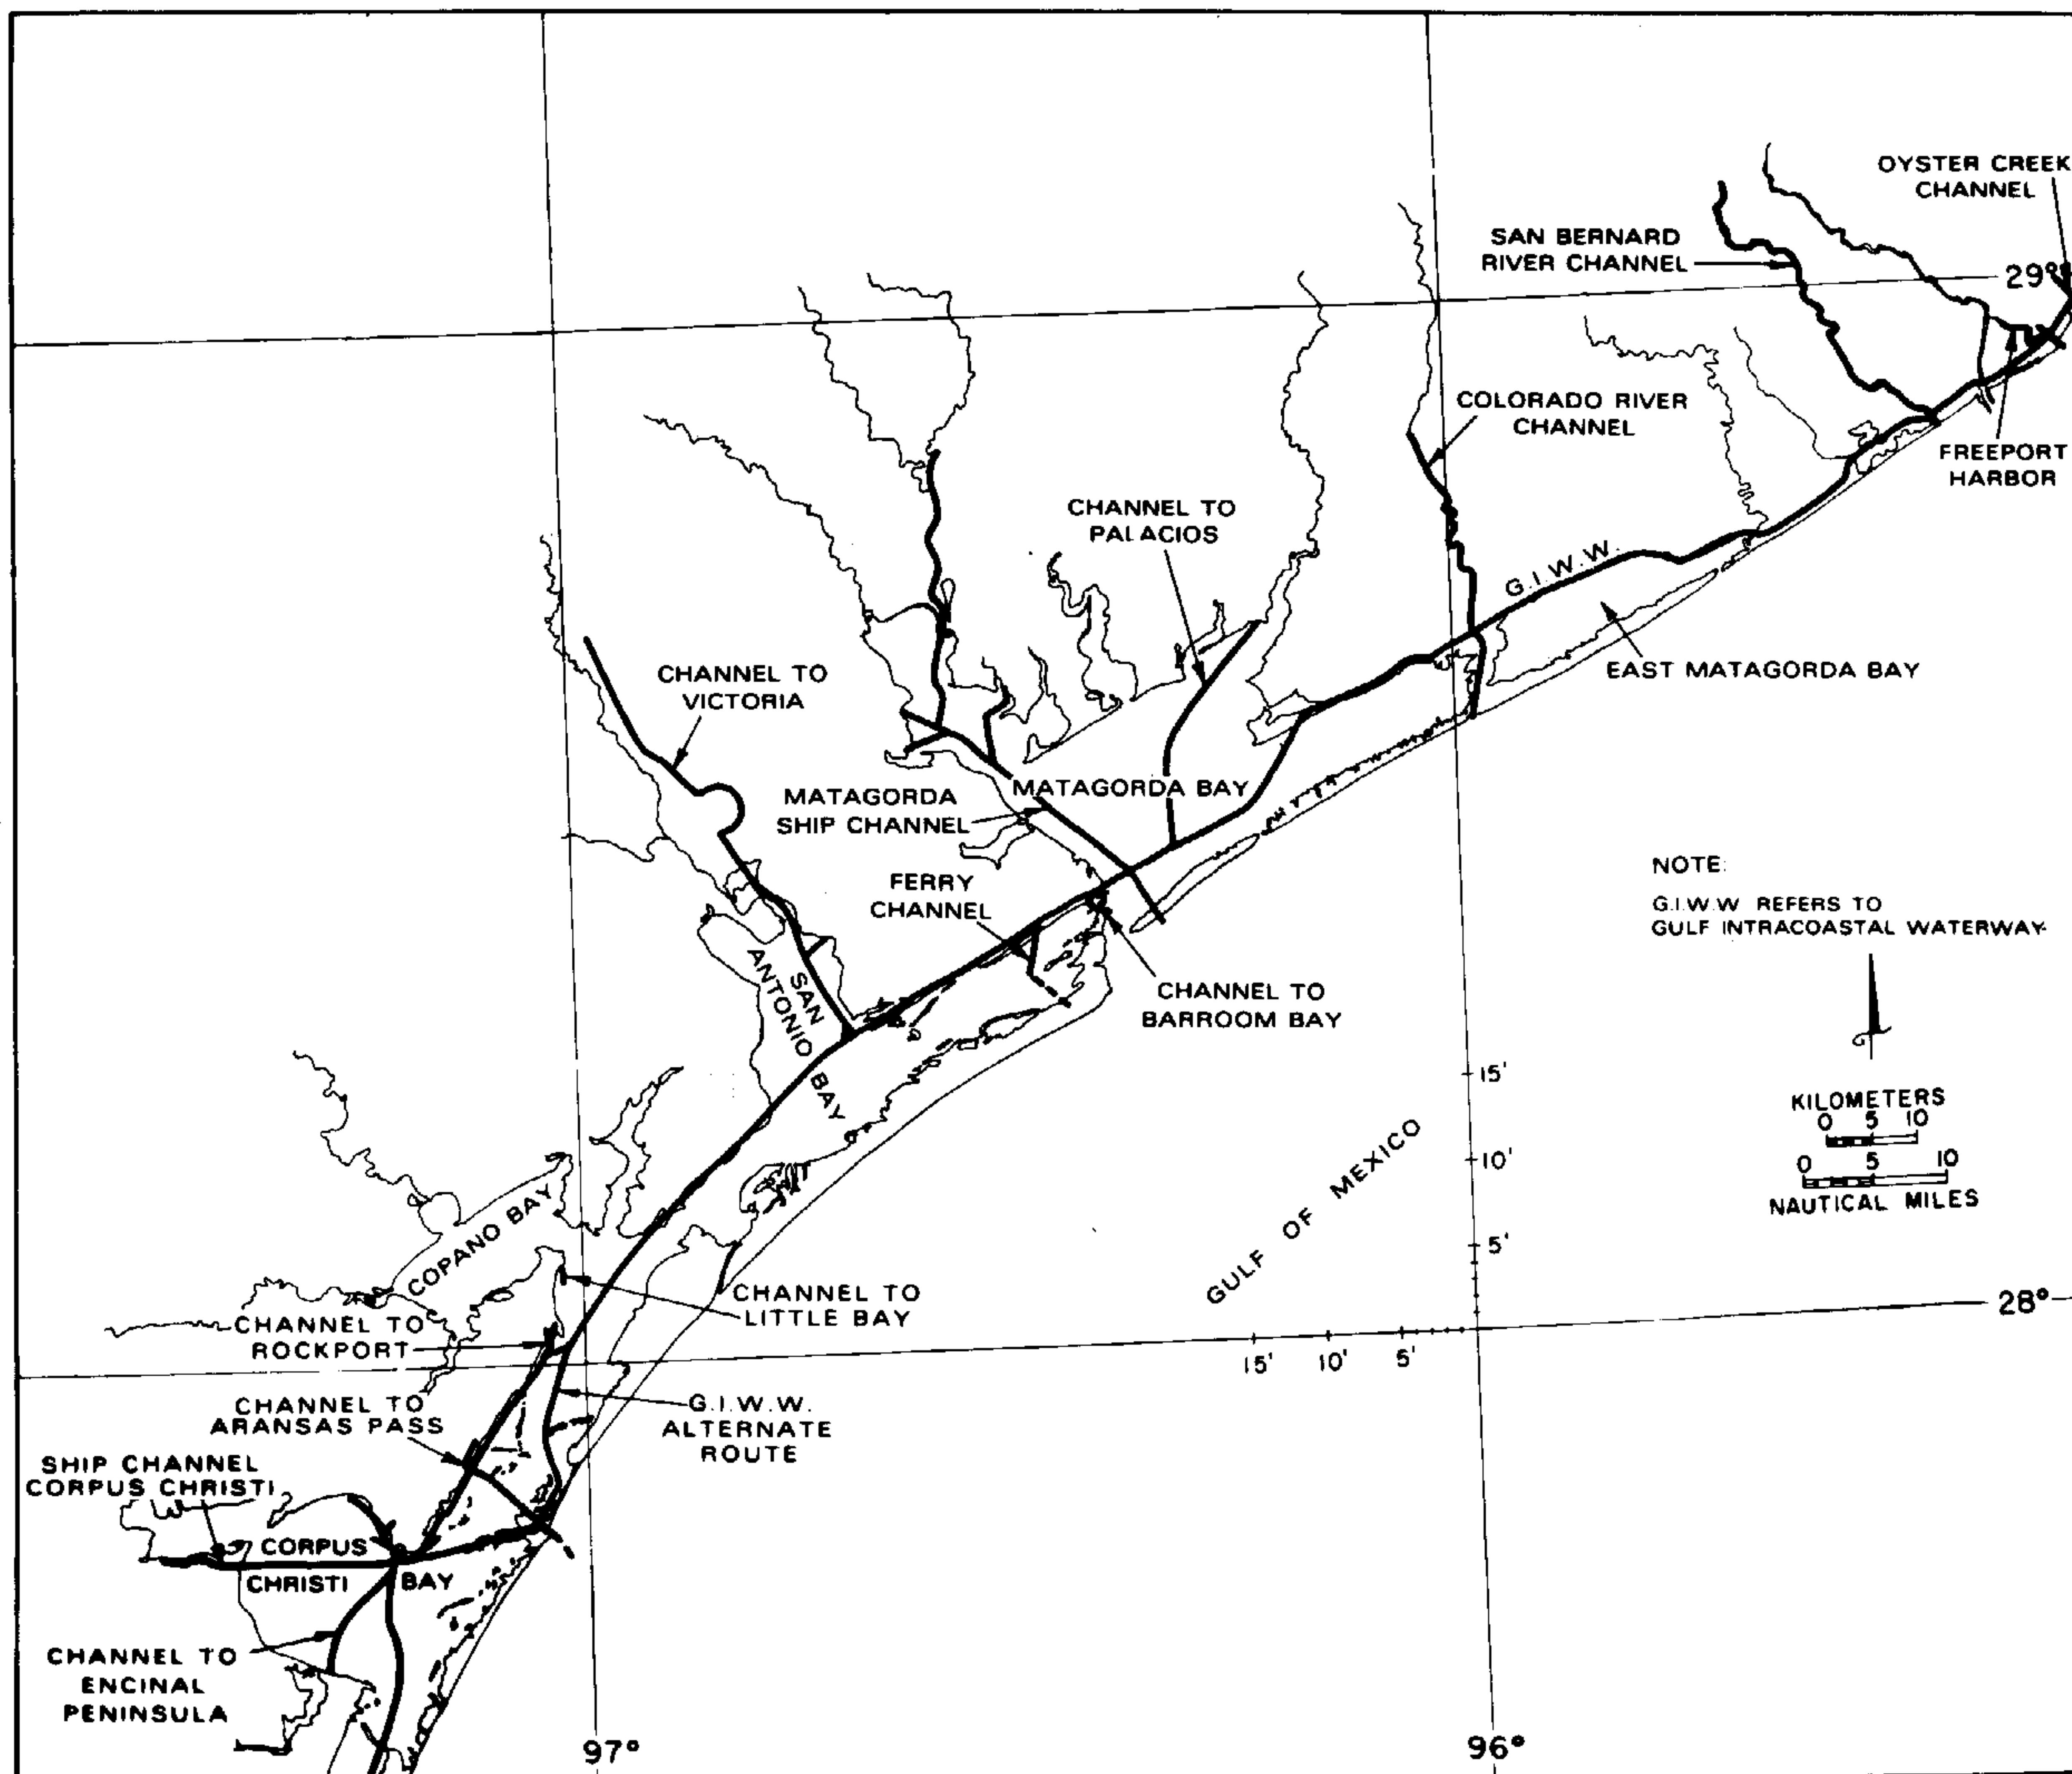 OYSTER CREEK
CHANNEL
SAN BERNARD
RIVER CHANNEL
29°
COLORADO RIVER
CHANNEL
FREEPORT
HARBOR
CHANNEL TO
PALACIOS
G.I.W.W.
EAST MATAGORDA BAY
CHANNEL TO
VICTORIA
MATAGORDA BAY
MATAGORDA
SHIP CHANNEL
FERRY
CHANNEL
NOTE:
G.I.W.W REFERS TO
GULF INTRACOASTAL WATERWAY
SAN
ANTONIO
BAY
CHANNEL TO
BARROOM BAY
15'
10'
5'
KILOMETERS
0 5 10
0 5 10
NAUTICAL MILES
GULF OF MEXICO
COPANO BAY
CHANNEL TO
LITTLE BAY
28°
15' 10' 5'
CHANNEL TO
ROCKPORT
CHANNEL TO
ARANSAS PASS
G.I.W.W.
ALTERNATE
ROUTE
SHIP CHANNEL
CORPUS CHRISTI
CORPUS
CHRISTI BAY
CHANNEL TO
ENCINAL
PENINSULA
97°
96°